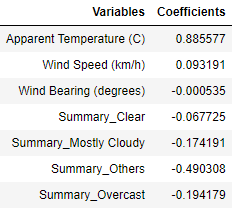 Variables Coefficients
Apparent Temperature (C) 0.885577
Wind Speed (km/h) 0.093191
Wind Bearing (degrees) -0.000535
Summary_Clear -0.067725
Summary_Mostly Cloudy -0.174191
Summary_Others -0.490308
Summary_Overcast -0.194179